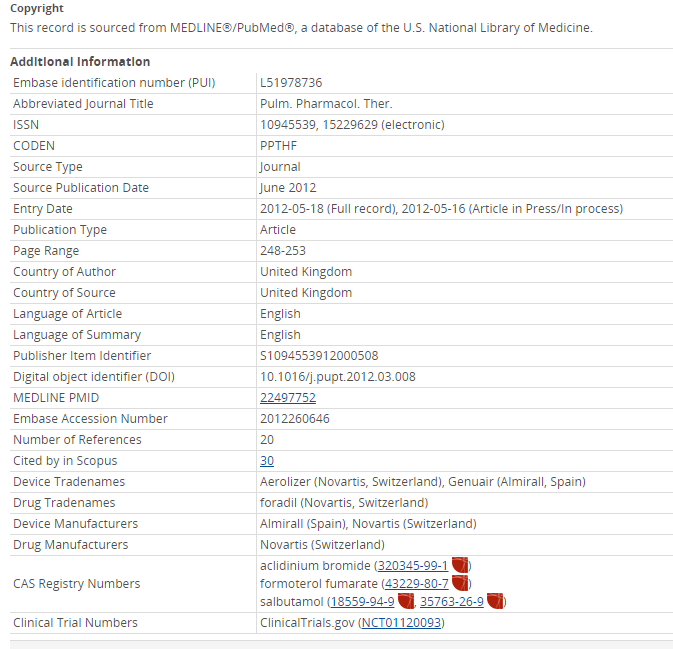 Copyright
This record is sourced from MEDLINE®/PubMed®, a database of the U.S. National Library of Medicine.
Additional Information
Embase identification number (PUI) L51978736
Abbreviated Journal Title Pulm. Pharmacol. Ther.
ISSN 10945539, 15229629 (electronic)
CODEN PPTHF
Source Type Journal
Source Publication Date June 2012
Entry Date 2012-05-18 (Full record), 2012-05-16 (Article in Press/In process)
Publication Type Article
Page Range 248-253
Country of Author United Kingdom
Country of Source United Kingdom
Language of Article English
Language of Summary English
Publisher Item Identifier S1094553912000508
Digital object identifier (DOI) 10.1016/j.pupt.2012.03.008
MEDLINE PMID 22497752
Embase Accession Number 2012260646
Number of References 20
Cited by in Scopus 30
Device Tradenames Aerolizer (Novartis, Switzerland), Genuair (Almirall, Spain)
Drug Tradenames foradil (Novartis, Switzerland)
Device Manufacturers Almirall (Spain), Novartis (Switzerland)
Drug Manufacturers Novartis (Switzerland)
CAS Registry Numbers aclidinium bromide (320345-99-1)
formoterol fumarate (43229-80-7)
salbutamol (18559-94-9, 35763-26-9)
Clinical Trial Numbers ClinicalTrials.gov (NCT01120093)